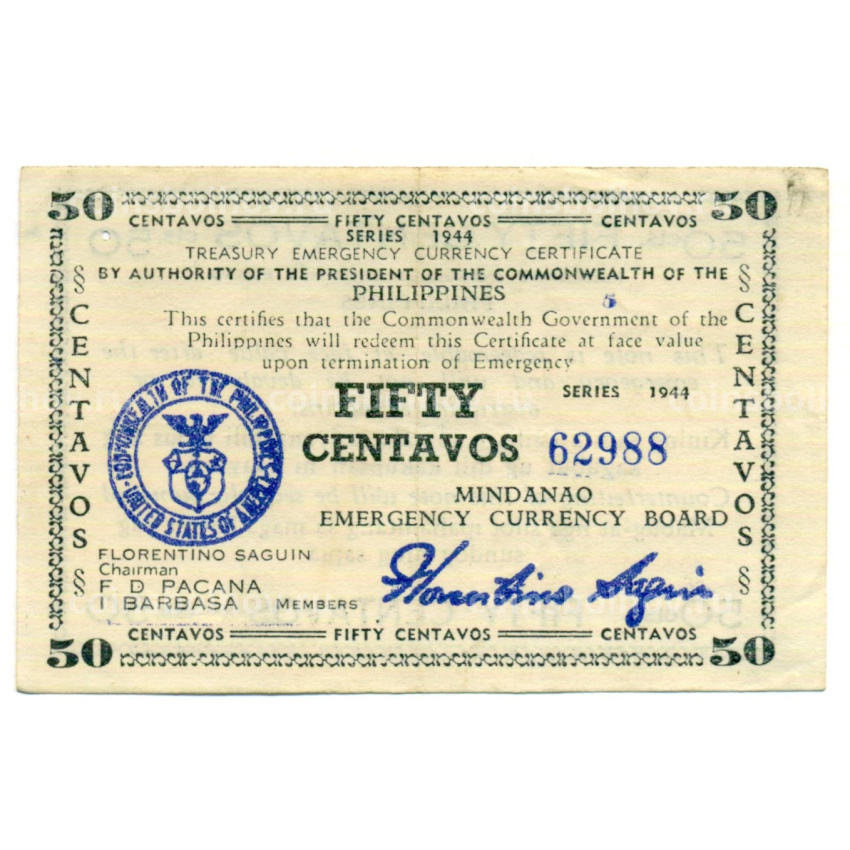 50 50
CENTAVOS FIFTY CENTAVOS CENTAVOS
SERIES 1944
TREASURY EMERGENCY CURRENCY CERTIFICATE
§ BY AUTHORITY OF THE PRESIDENT OF THE COMMONWEALTH OF THE §
PHILIPPINES
5
This certifies that the Commonwealth Government of the
Philippines will redeem this Certificate at face value
upon termination of Emergency
CENTAVOS
CENTAVOS
FIFTY SERIES 1944
CENTAVOS 62988
COMMONWEALTH OF THE PHILIPPINES
UNITED STATES OF AMERICA
MINDANAO
EMERGENCY CURRENCY BOARD
FLORENTINO SAGUIN
Chairman
§ F D PACANA §
I BARBASA MEMBERS
Florentino Saguin
CENTAVOS FIFTY CENTAVOS CENTAVOS
50 50